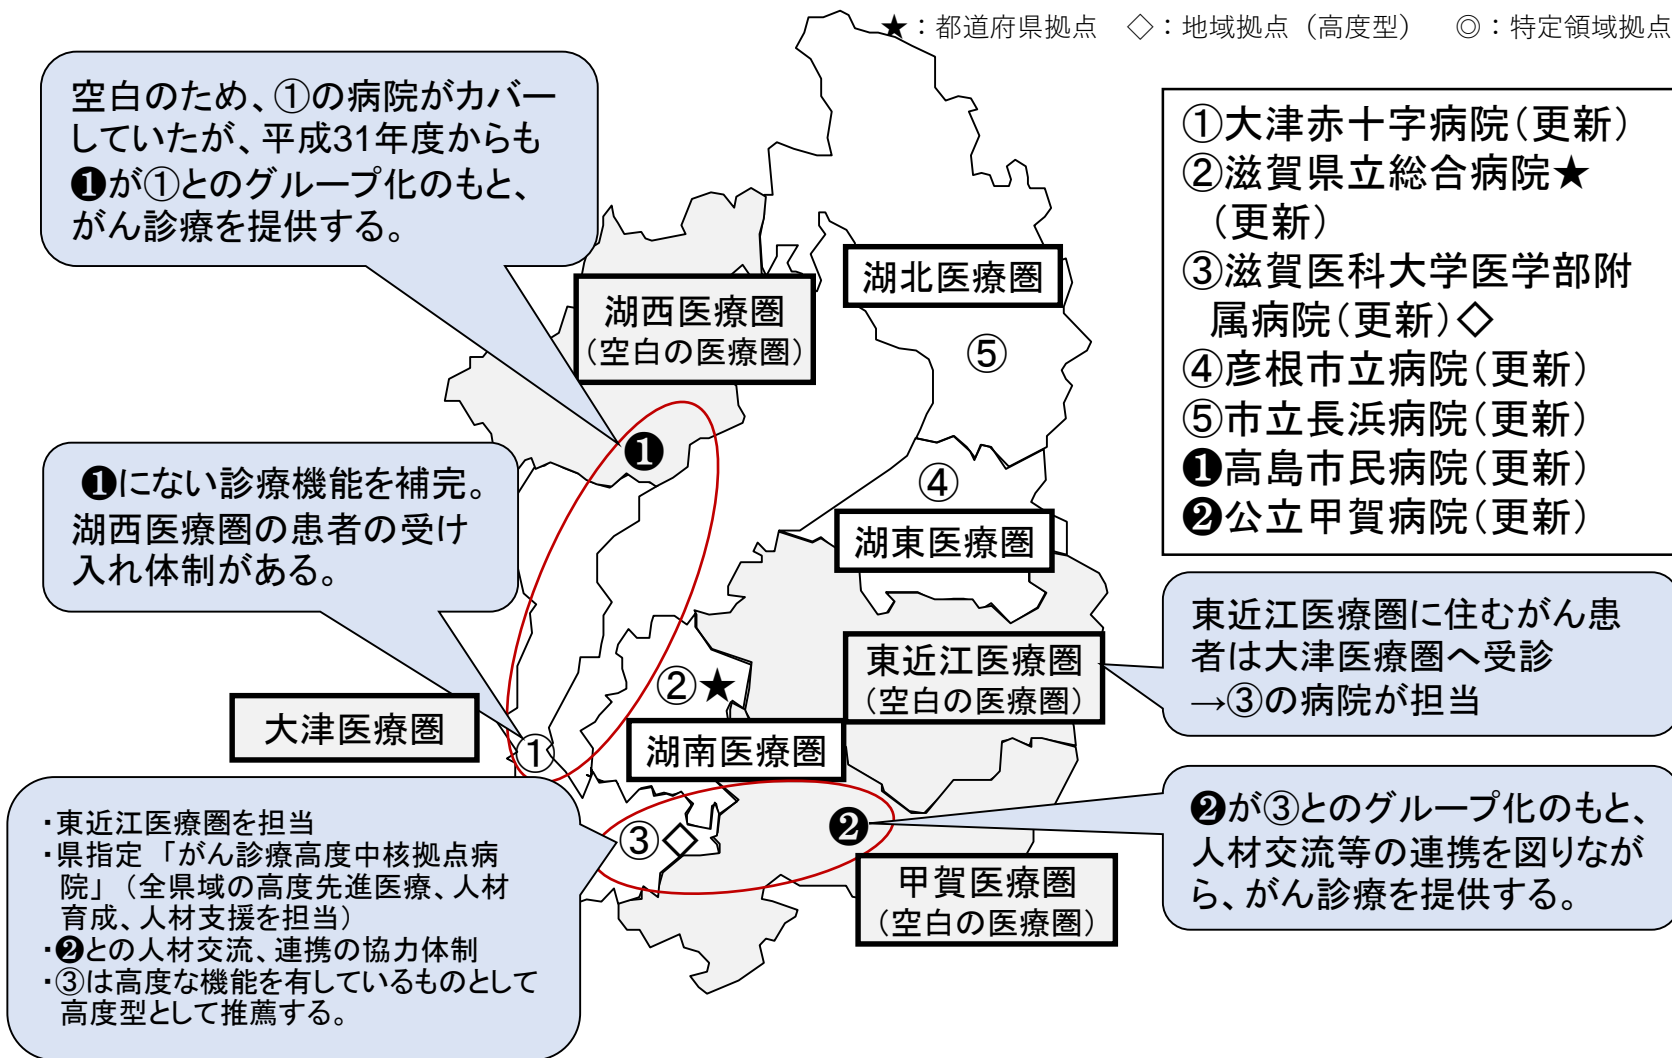 ★：都道府県拠点　◇：地域拠点（高度型）　◎：特定領域拠点
空白のため、①の病院がカバー
していたが、平成31年度からも
❶が①とのグループ化のもと、
がん診療を提供する。
①大津赤十字病院（更新）
②滋賀県立総合病院★
（更新）
③滋賀医科大学医学部附
属病院（更新）◇
④彦根市立病院（更新）
⑤市立長浜病院（更新）
❶高島市民病院（更新）
❷公立甲賀病院（更新）
湖北医療圏
湖西医療圏
（空白の医療圏）
⑤
❶
❶にない診療機能を補完。
湖西医療圏の患者の受け
入れ体制がある。
④
湖東医療圏
東近江医療圏
（空白の医療圏）
東近江医療圏に住むがん患
者は大津医療圏へ受診
→③の病院が担当
②★
大津医療圏
①
湖南医療圏
・東近江医療圏を担当
・県指定 「がん診療高度中核拠点病
院」（全県域の高度先進医療、人材
育成、人材支援を担当）
・❷との人材交流、連携の協力体制
・③は高度な機能を有しているものとして
高度型として推薦する。
③◇
❷
甲賀医療圏
（空白の医療圏）
❷が③とのグループ化のもと、
人材交流等の連携を図りなが
ら、がん診療を提供する。